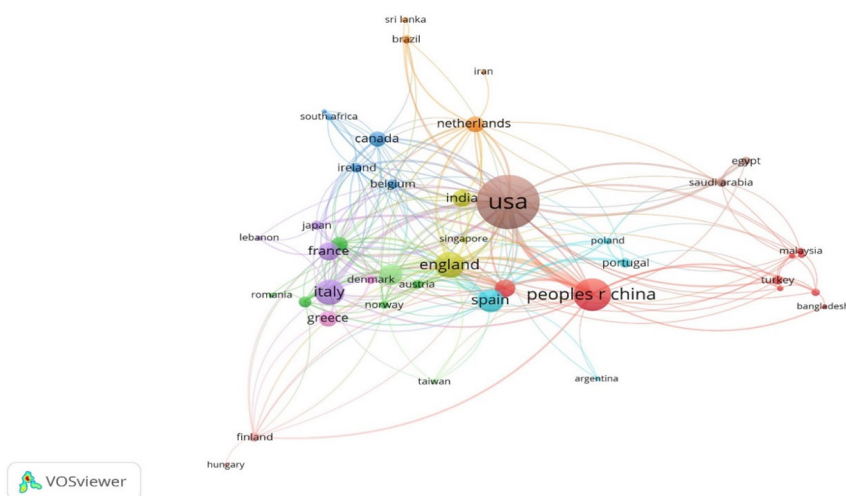 sri lanka
brazil
iran
south africa
netherlands
canada
egypt
ireland
belgium
saudi arabia
india
usa
japan
lebanon
singapore
poland
france
malaysia
england
portugal
denmark
turkey
austria
romania
italy
spain
peoples r china
norway
bangladesh
greece
taiwan
argentina
finland
hungary
VOSviewer